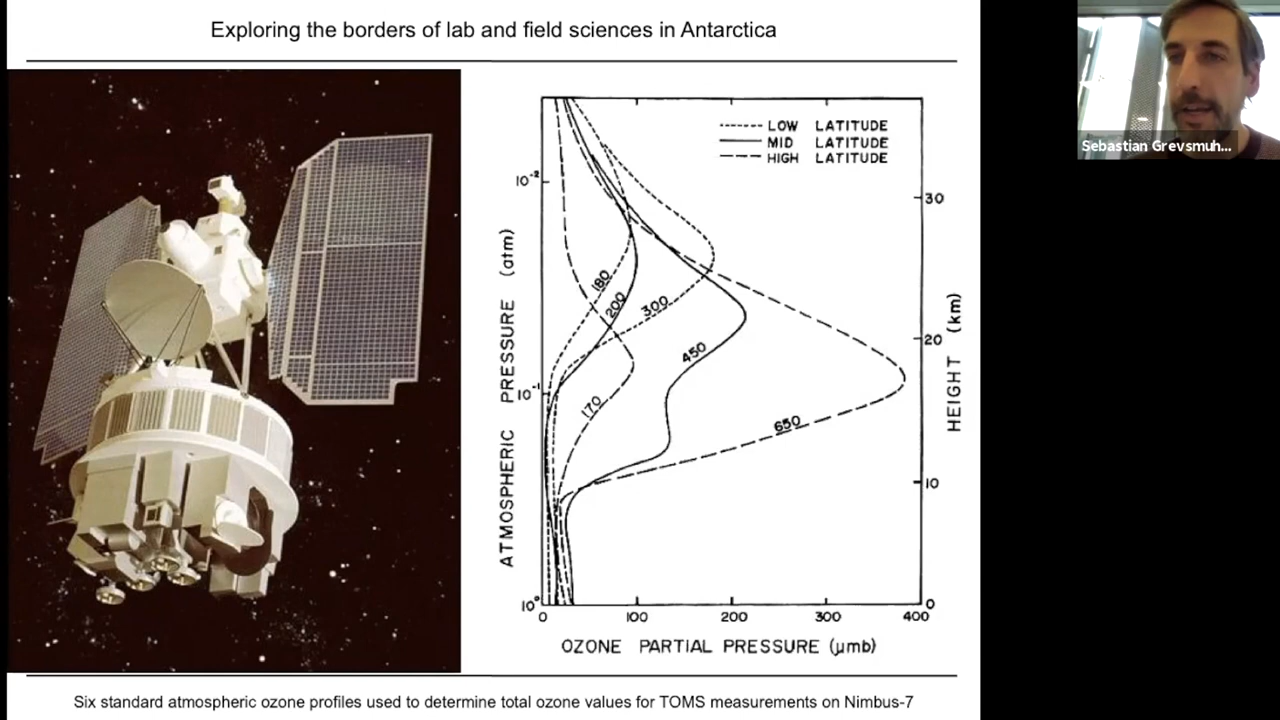 Exploring the borders of lab and field sciences in Antarctica
Sebastian Grevsmuh...
LOW LATITUDE
MID LATITUDE
HIGH LATITUDE
10⁻²
10⁻¹
10⁰
ATMOSPHERIC PRESSURE (atm)
180
200
300
450
170
650
30
20
10
0
HEIGHT (km)
0 100 200 300 400
OZONE PARTIAL PRESSURE (μmb)
Six standard atmospheric ozone profiles used to determine total ozone values for TOMS measurements on Nimbus-7